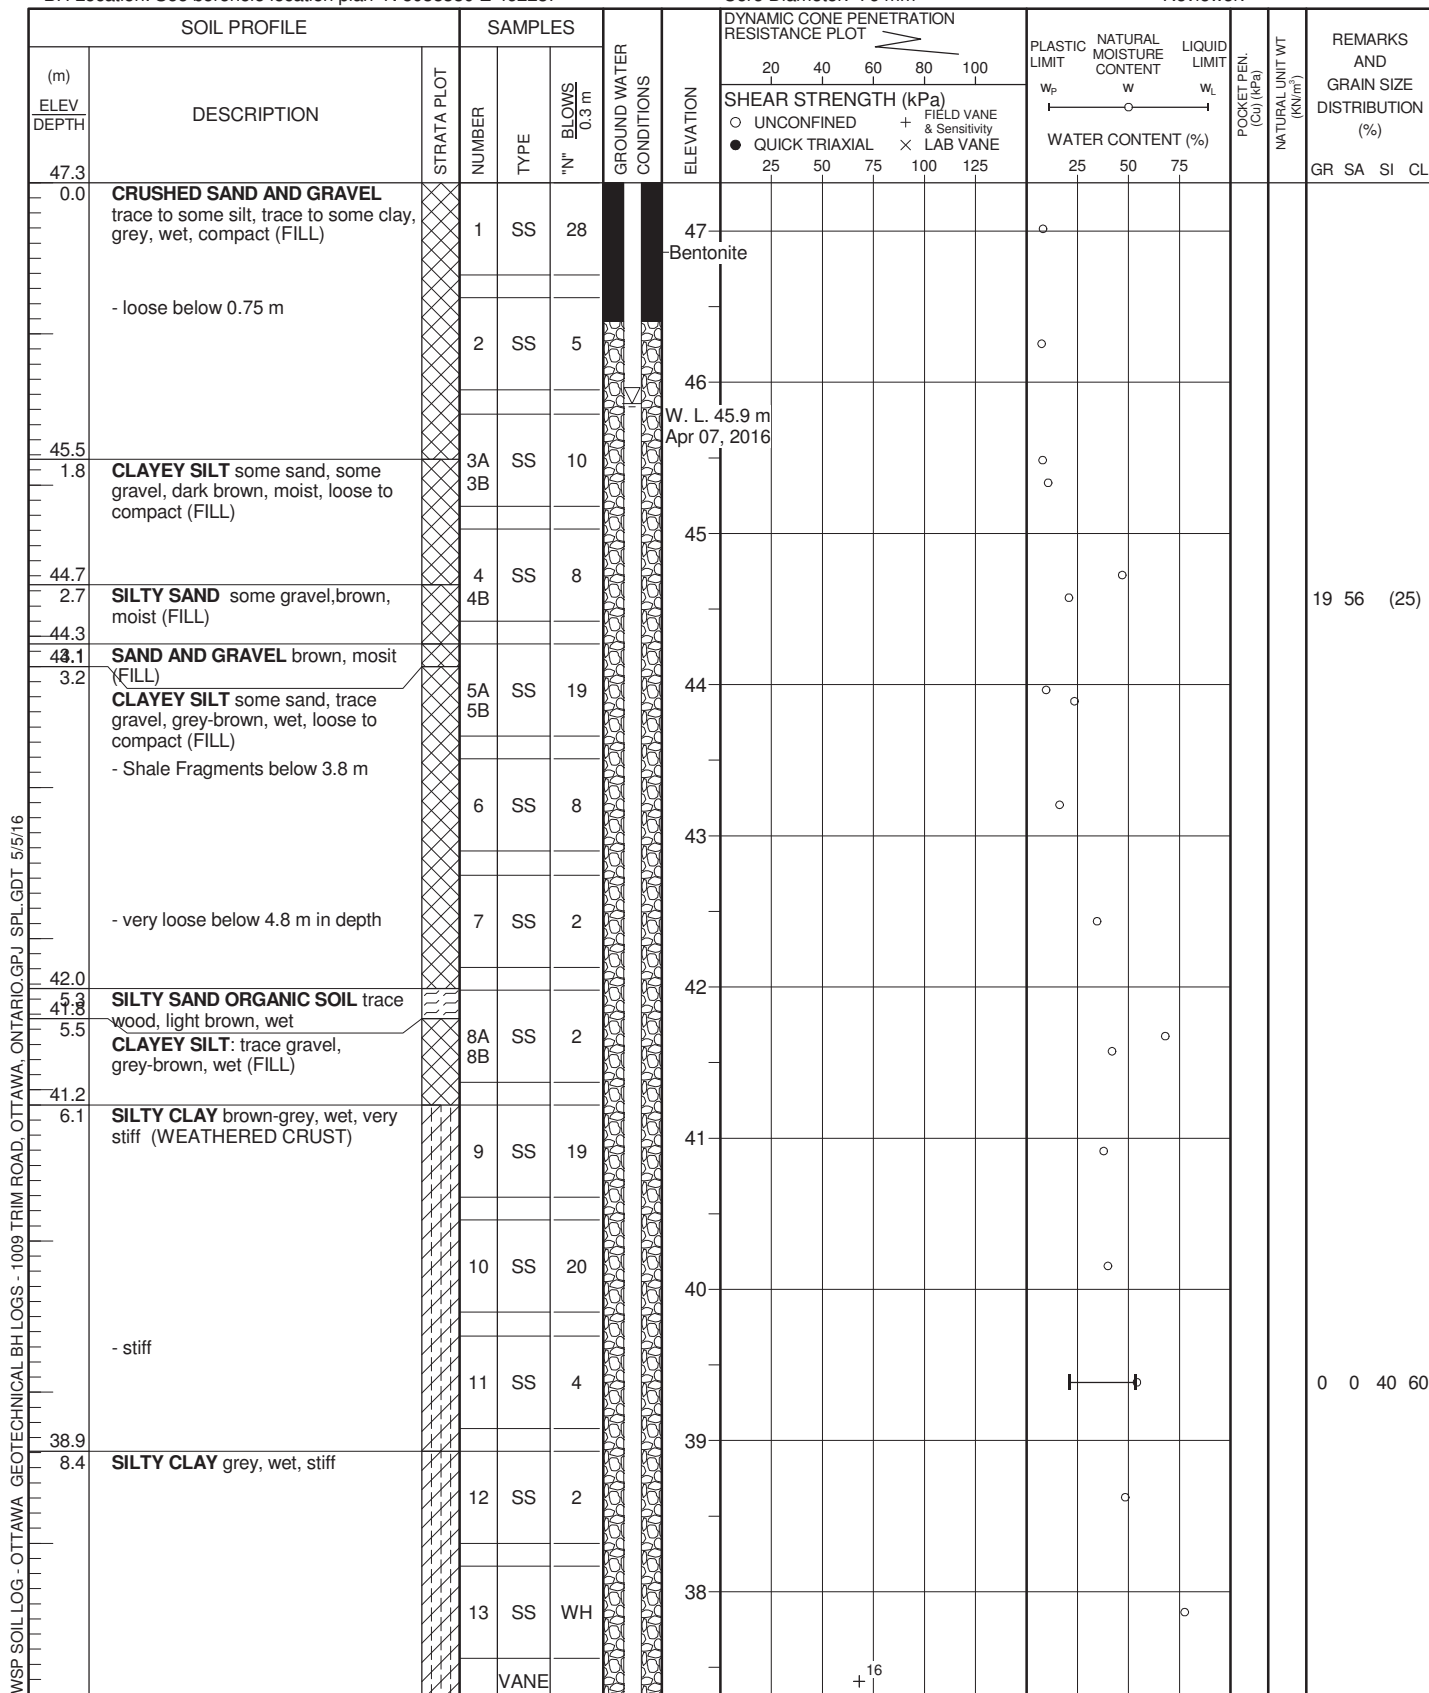 SOIL PROFILE
SAMPLES
(m)
ELEV
DEPTH
DESCRIPTION
STRATA PLOT
NUMBER
TYPE
"N" BLOWS
0.3 m
GROUND WATER
CONDITIONS
ELEVATION
DYNAMIC CONE PENETRATION
RESISTANCE PLOT
20 40 60 80 100
SHEAR STRENGTH (kPa)
○ UNCONFINED + FIELD VANE
& Sensitivity
● QUICK TRIAXIAL × LAB VANE
25 50 75 100 125
PLASTIC
LIMIT
NATURAL
MOISTURE
CONTENT
LIQUID
LIMIT
WP W WL
WATER CONTENT (%)
25 50 75
POCKET PEN.
(Cu) (kPa)
NATURAL UNIT WT
(KN/m³)
REMARKS
AND
GRAIN SIZE
DISTRIBUTION
(%)
GR SA SI CL
47.3
0.0
CRUSHED SAND AND GRAVEL
trace to some silt, trace to some clay,
grey, wet, compact (FILL)
1 SS 28
47
Bentonite
- loose below 0.75 m
2 SS 5
46
W. L. 45.9 m
Apr 07, 2016
45.5
1.8
CLAYEY SILT some sand, some
gravel, dark brown, moist, loose to
compact (FILL)
3A
3B
SS 10
45
44.7
2.7
SILTY SAND some gravel,brown,
moist (FILL)
4
4B
SS 8
19 56 (25)
44.3
3.1
44.1
3.2
SAND AND GRAVEL brown, mosit
(FILL)
CLAYEY SILT some sand, trace
gravel, grey-brown, wet, loose to
compact (FILL)
5A
5B
SS 19
44
- Shale Fragments below 3.8 m
6 SS 8
43
- very loose below 4.8 m in depth
7 SS 2
42.0
5.3
42
SILTY SAND ORGANIC SOIL trace
wood, light brown, wet
41.8
5.5
CLAYEY SILT: trace gravel,
grey-brown, wet (FILL)
8A
8B
SS 2
41.2
6.1
SILTY CLAY brown-grey, wet, very
stiff (WEATHERED CRUST)
9 SS 19
41
10 SS 20
40
- stiff
11 SS 4
0 0 40 60
38.9
8.4
39
SILTY CLAY grey, wet, stiff
12 SS 2
38
13 SS WH
VANE
+ 16
WSP SOIL LOG - OTTAWA GEOTECHNICAL BH LOGS - 1009 TRIM ROAD, OTTAWA, ONTARIO.GPJ SPL.GDT 5/5/16